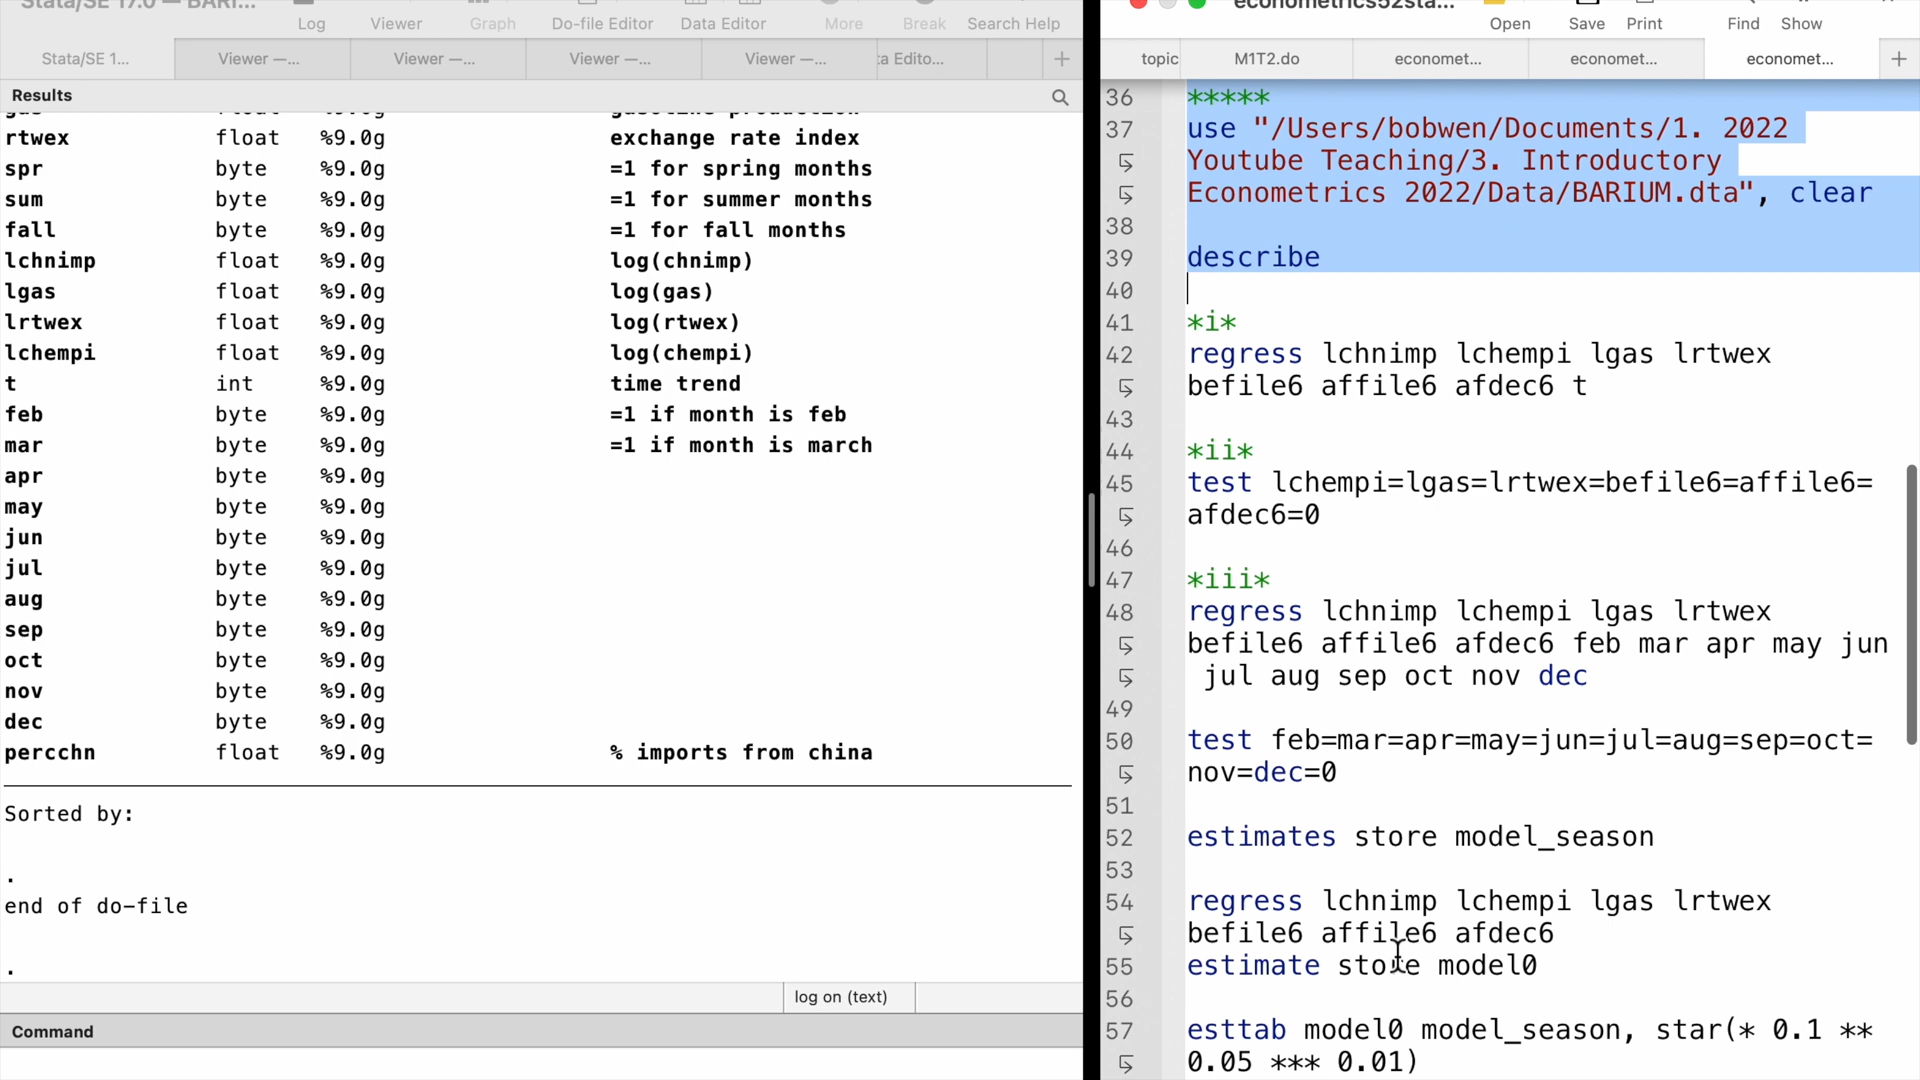 Stata/SE 17.0 — BARI...
Log Viewer Graph Do-file Editor Data Editor More Break Search Help
Stata/SE 1... Viewer —... Viewer —... Viewer —... Viewer —... a Edito... +
Results
gas float %9.0g gasoline production
rtwex float %9.0g exchange rate index
spr byte %9.0g =1 for spring months
sum byte %9.0g =1 for summer months
fall byte %9.0g =1 for fall months
lchnimp float %9.0g log(chnimp)
lgas float %9.0g log(gas)
lrtwex float %9.0g log(rtwex)
lchempi float %9.0g log(chempi)
t int %9.0g time trend
feb byte %9.0g =1 if month is feb
mar byte %9.0g =1 if month is march
apr byte %9.0g
may byte %9.0g
jun byte %9.0g
jul byte %9.0g
aug byte %9.0g
sep byte %9.0g
oct byte %9.0g
nov byte %9.0g
dec byte %9.0g
percchn float %9.0g % imports from china
Sorted by:
.
end of do-file
.
log on (text)
Command
econometrics52sta...
Open Save Print Find Show
topic M1T2.do economet... economet... economet... +
36 *****
37 use "/Users/bobwen/Documents/1. 2022
Youtube Teaching/3. Introductory
Econometrics 2022/Data/BARIUM.dta", clear
38
39 describe
40
41 *i*
42 regress lchnimp lchempi lgas lrtwex
befile6 affile6 afdec6 t
43
44 *ii*
45 test lchempi=lgas=lrtwex=befile6=affile6=
afdec6=0
46
47 *iii*
48 regress lchnimp lchempi lgas lrtwex
befile6 affile6 afdec6 feb mar apr may jun
jul aug sep oct nov dec
49
50 test feb=mar=apr=may=jun=jul=aug=sep=oct=
nov=dec=0
51
52 estimates store model_season
53
54 regress lchnimp lchempi lgas lrtwex
befile6 affile6 afdec6
55 estimate store model0
56
57 esttab model0 model_season, star(* 0.1 **
0.05 *** 0.01)